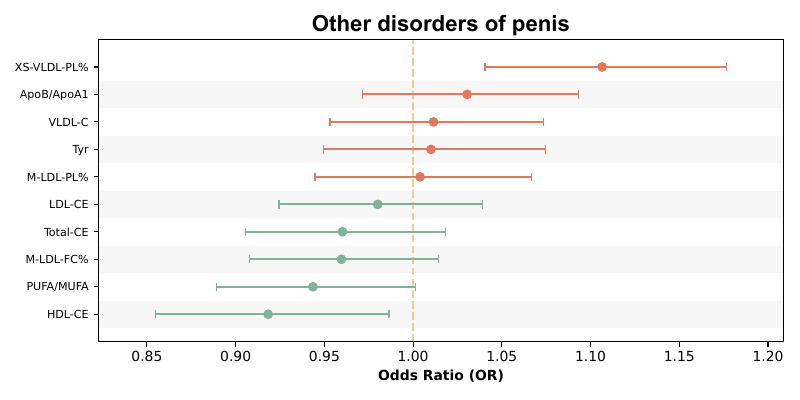 Other disorders of penis
XS-VLDL-PL%
ApoB/ApoA1
VLDL-C
Tyr
M-LDL-PL%
LDL-CE
Total-CE
M-LDL-FC%
PUFA/MUFA
HDL-CE
0.85 0.90 0.95 1.00 1.05 1.10 1.15 1.20
Odds Ratio (OR)